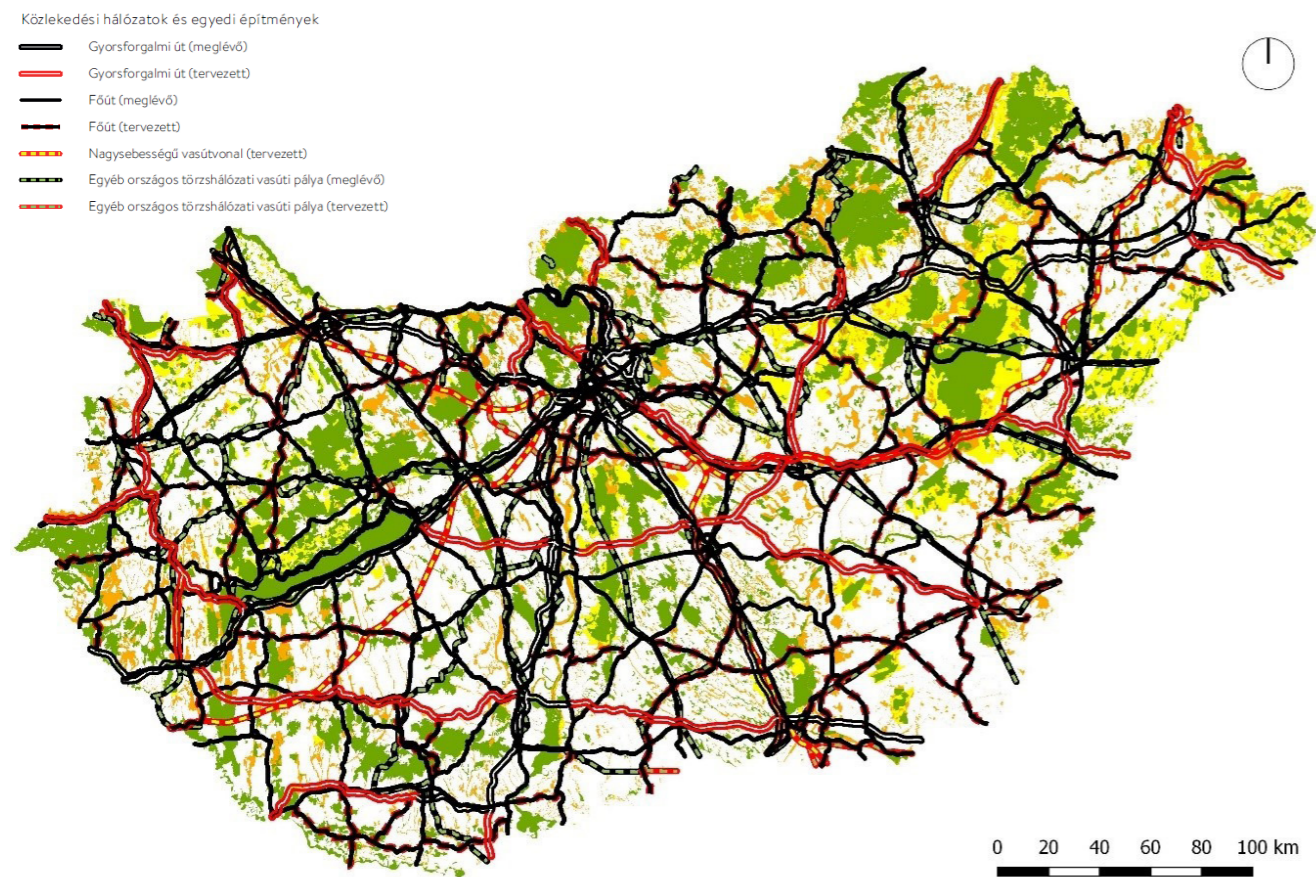 Közlekedési hálózatok és egyedi építmények
Gyorsforgalmi út (meglévő)
Gyorsforgalmi út (tervezett)
Főút (meglévő)
Főút (tervezett)
Nagysebességű vasútvonal (tervezett)
Egyéb országos törzshálózati vasúti pálya (meglévő)
Egyéb országos törzshálózati vasúti pálya (tervezett)
0 20 40 60 80 100 km